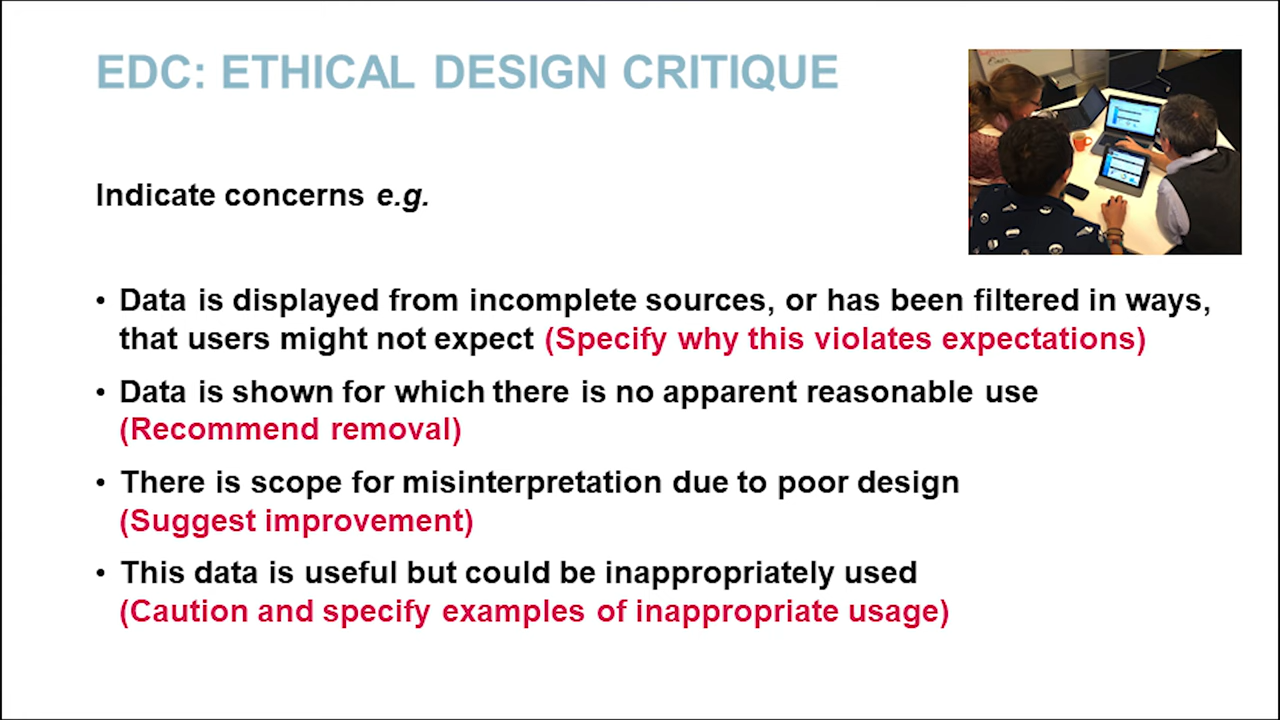 EDC: ETHICAL DESIGN CRITIQUE
Indicate concerns e.g.
• Data is displayed from incomplete sources, or has been filtered in ways,
that users might not expect (Specify why this violates expectations)
• Data is shown for which there is no apparent reasonable use
(Recommend removal)
• There is scope for misinterpretation due to poor design
(Suggest improvement)
• This data is useful but could be inappropriately used
(Caution and specify examples of inappropriate usage)